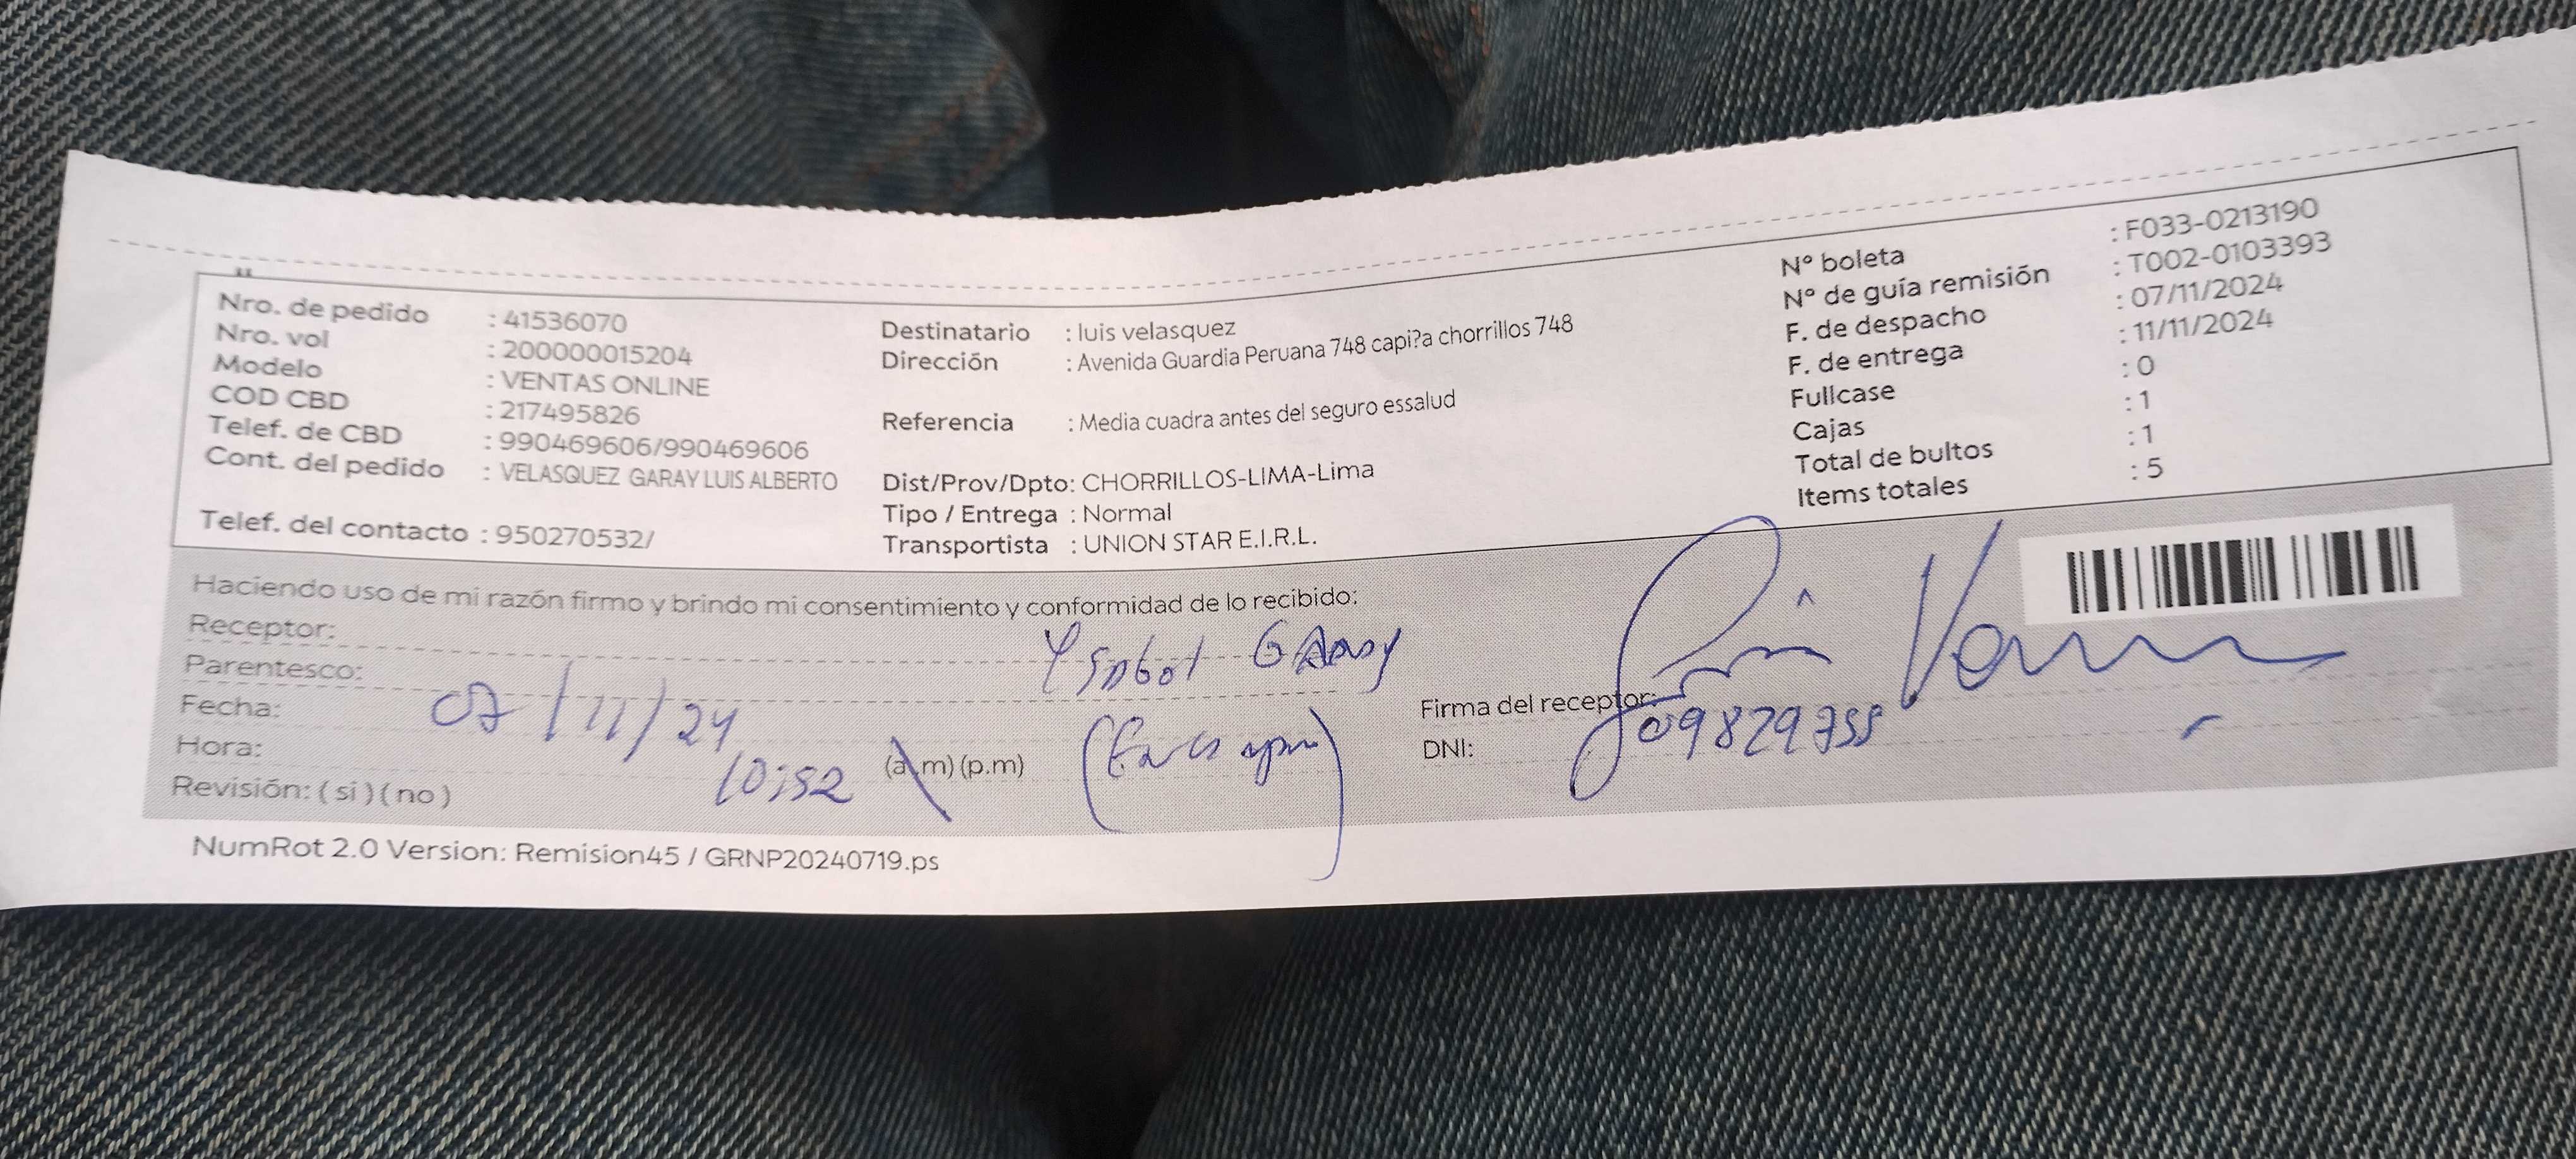 Nro. de pedido : 41536070
Nro. vol : 200000015204
Modelo : VENTAS ONLINE
COD CBD : 217495826
Telef. de CBD : 990469606/990469606
Cont. del pedido : VELASQUEZ GARAY LUIS ALBERTO
Telef. del contacto : 950270532/
Destinatario : luis velasquez
Dirección : Avenida Guardia Peruana 748 capi?a chorrillos 748
Referencia : Media cuadra antes del seguro essalud
Dist/Prov/Dpto: CHORRILLOS-LIMA-Lima
Tipo / Entrega : Normal
Transportista : UNION STAR E.I.R.L.
Nº boleta : F033-0213190
Nº de guía remisión : T002-0103393
F. de despacho : 07/11/2024
F. de entrega : 11/11/2024
Fullcase : 0
Cajas : 1
Total de bultos : 1
Items totales : 5
Haciendo uso de mi razón firmo y brindo mi consentimiento y conformidad de lo recibido:
Receptor: Ysabel Garay
Parentesco:
Fecha: 07/11/24
Hora: 10:52 (a.m) (p.m)
Revisión: ( si ) ( no )
Firma del receptor:
DNI: 09829755
NumRot 2.0 Version: Remision45 / GRNP20240719.ps